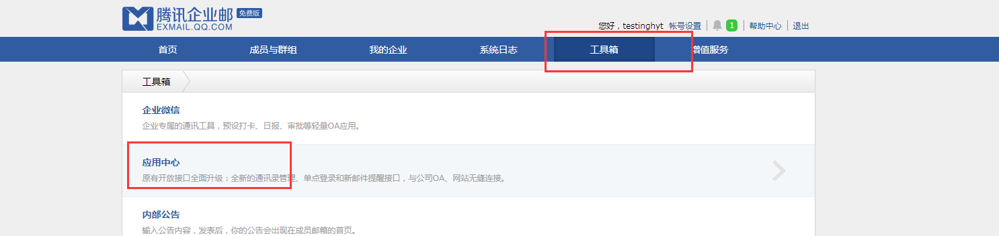 腾讯企业邮 免费版
EXMAIL.QQ.COM
您好，testinghyt 帐号设置 1 帮助中心 退出
首页 成员与群组 我的企业 系统日志 工具箱 增值服务
工具箱
企业微信
企业专属的通讯工具，预设打卡、日报、审批等轻量OA应用。
应用中心
原有开放接口全面升级：全新的通讯录管理、单点登录和新邮件提醒接口，与公司OA、网站无缝连接。
内部公告
输入公告内容，发表后，你的公告会出现在成员邮箱的首页。